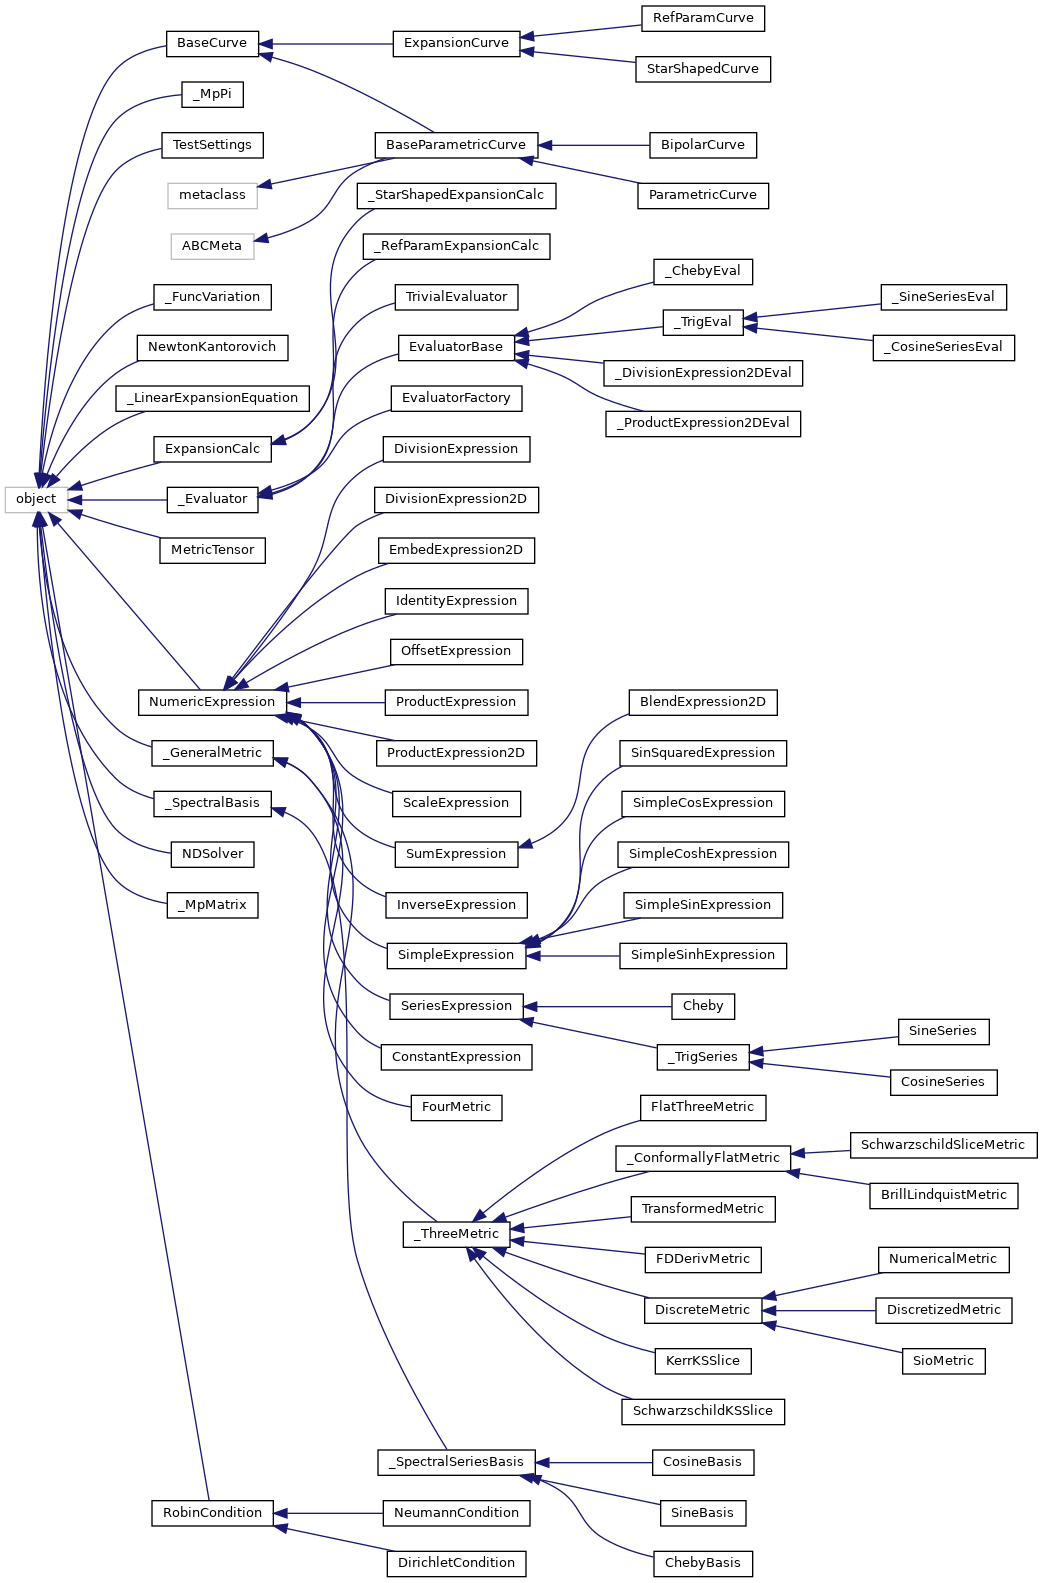 RefParamCurve
BaseCurve
ExpansionCurve
StarShapedCurve
_MpPi
TestSettings
BaseParametricCurve
BipolarCurve
metaclass
_StarShapedExpansionCalc
ParametricCurve
ABCMeta
_RefParamExpansionCalc
_ChebyEval
_FuncVariation
TrivialEvaluator
_SineSeriesEval
_TrigEval
NewtonKantorovich
EvaluatorBase
_CosineSeriesEval
_DivisionExpression2DEval
_LinearExpansionEquation
EvaluatorFactory
_ProductExpression2DEval
ExpansionCalc
DivisionExpression
object
_Evaluator
DivisionExpression2D
MetricTensor
EmbedExpression2D
IdentityExpression
OffsetExpression
NumericExpression
ProductExpression
BlendExpression2D
_GeneralMetric
ProductExpression2D
SinSquaredExpression
_SpectralBasis
ScaleExpression
SimpleCosExpression
NDSolver
SumExpression
SimpleCoshExpression
_MpMatrix
InverseExpression
SimpleSinExpression
SimpleExpression
SimpleSinhExpression
SeriesExpression
Cheby
SineSeries
ConstantExpression
_TrigSeries
CosineSeries
FourMetric
FlatThreeMetric
SchwarzschildSliceMetric
_ConformallyFlatMetric
BrillLindquistMetric
TransformedMetric
_ThreeMetric
FDDerivMetric
NumericalMetric
DiscreteMetric
DiscretizedMetric
KerrKSSlice
SioMetric
SchwarzschildKSSlice
_SpectralSeriesBasis
CosineBasis
RobinCondition
NeumannCondition
SineBasis
DirichletCondition
ChebyBasis